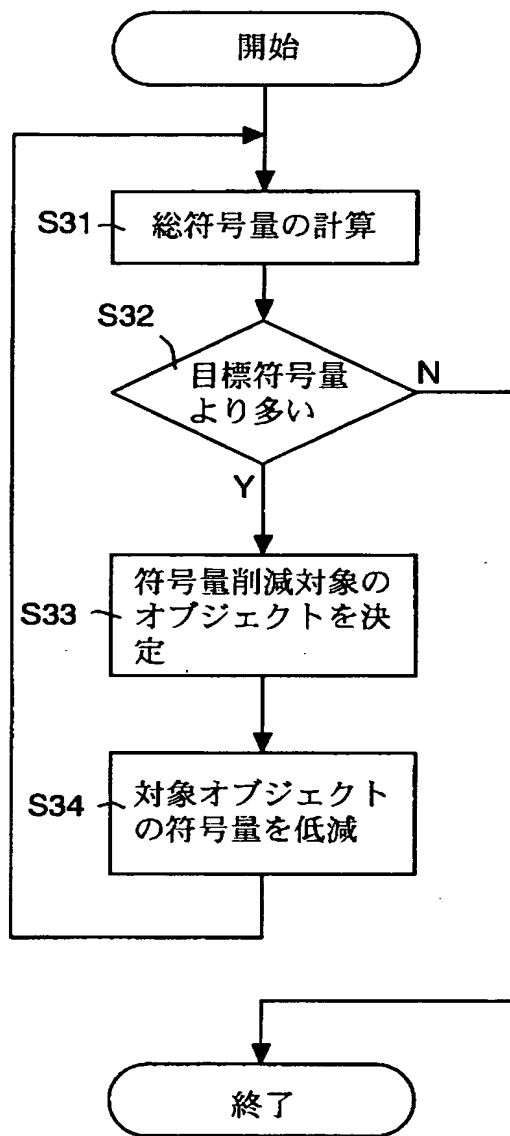 開始
S31
総符号量の計算
S32
目標符号量
より多い
N
Y
S33
符号量削減対象の
オブジェクトを決
定
S34
対象オブジェクト
の符号量を低減
終了